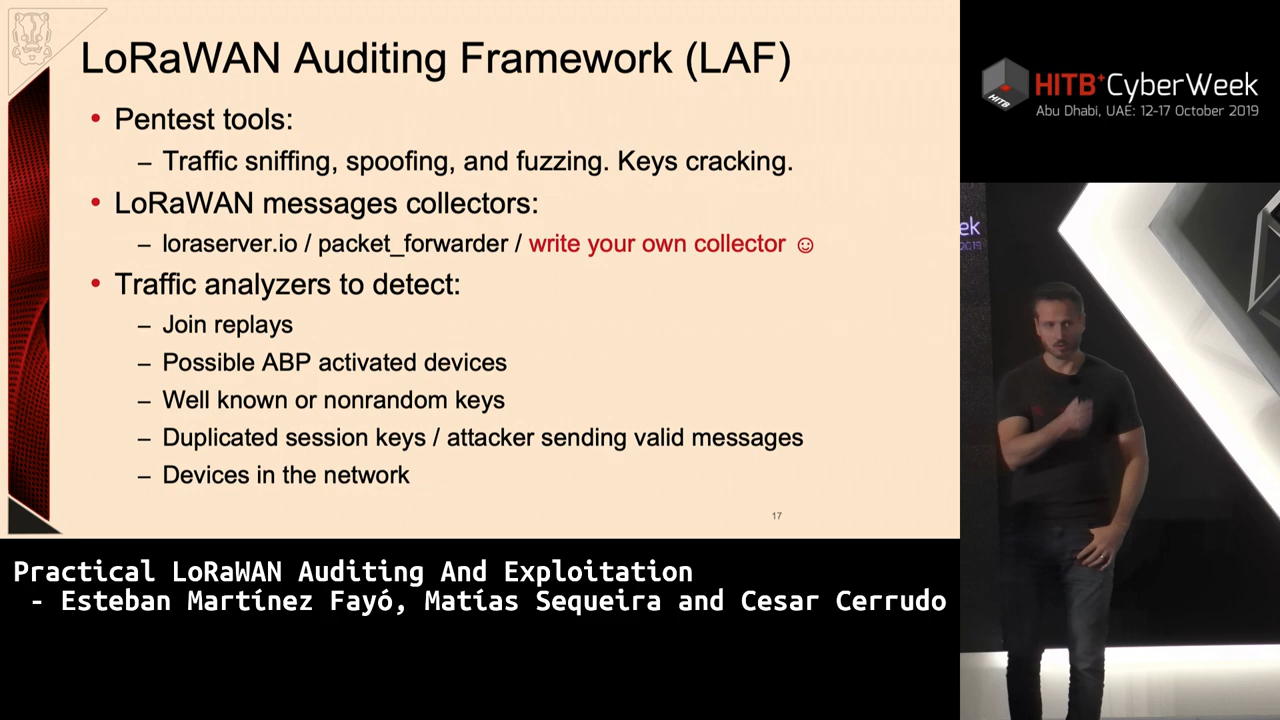 LoRaWAN Auditing Framework (LAF)
• Pentest tools:
– Traffic sniffing, spoofing, and fuzzing. Keys cracking.
• LoRaWAN messages collectors:
– loraserver.io / packet_forwarder / write your own collector ☺
• Traffic analyzers to detect:
– Join replays
– Possible ABP activated devices
– Well known or nonrandom keys
– Duplicated session keys / attacker sending valid messages
– Devices in the network
17
HITB+CyberWeek
Abu Dhabi, UAE: 12-17 October 2019
HITB
ek
Practical LoRaWAN Auditing And Exploitation
- Esteban Martínez Fayó, Matías Sequeira and Cesar Cerrudo